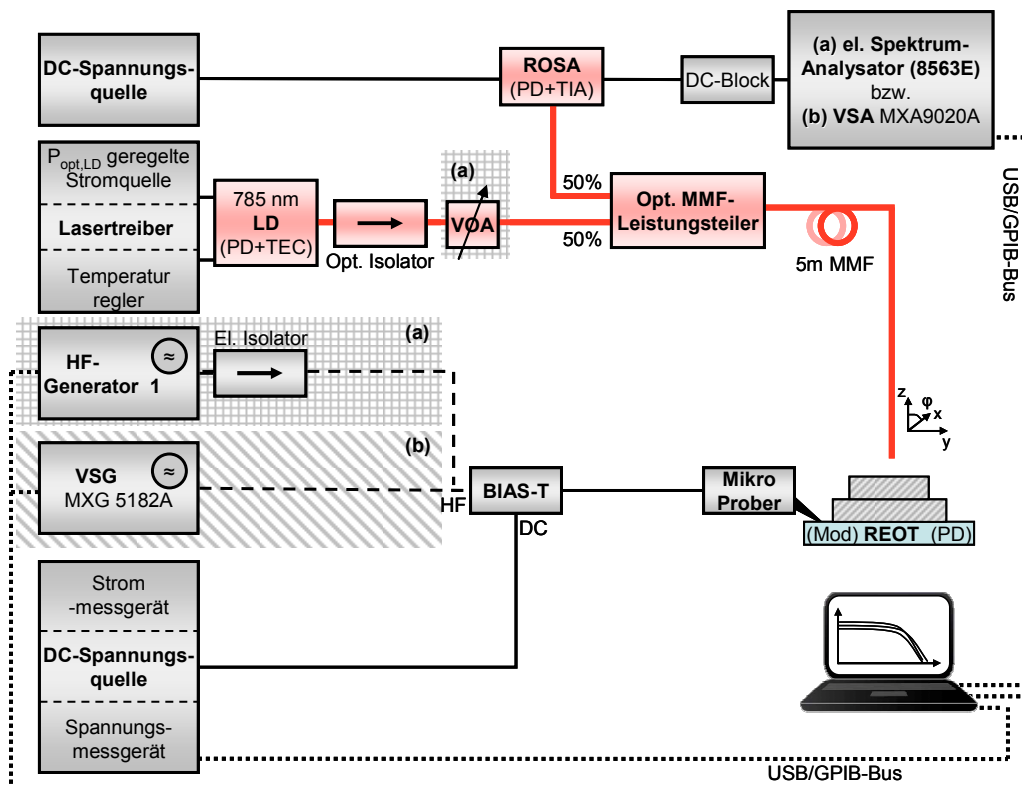 DC-Spannungs-
quelle
ROSA
(PD+TIA)
DC-Block
(a) el. Spektrum-
Analysator (8563E)
bzw.
(b) VSA MXA9020A
USB/GPIB-Bus
Popt,LD geregelte
Stromquelle
Lasertreiber
Temperatur
regler
785 nm
LD
(PD+TEC)
Opt. Isolator
(a)
VOA
50%
50%
Opt. MMF-
Leistungsteiler
5m MMF
HF-
Generator 1
≈
El. Isolator
(a)
z
φ
x
y
VSG
MXG 5182A
≈
(b)
HF
BIAS-T
DC
Mikro
Prober
(Mod) REOT (PD)
Strom
-messgerät
DC-Spannungs-
quelle
Spannungs-
messgerät
USB/GPIB-Bus